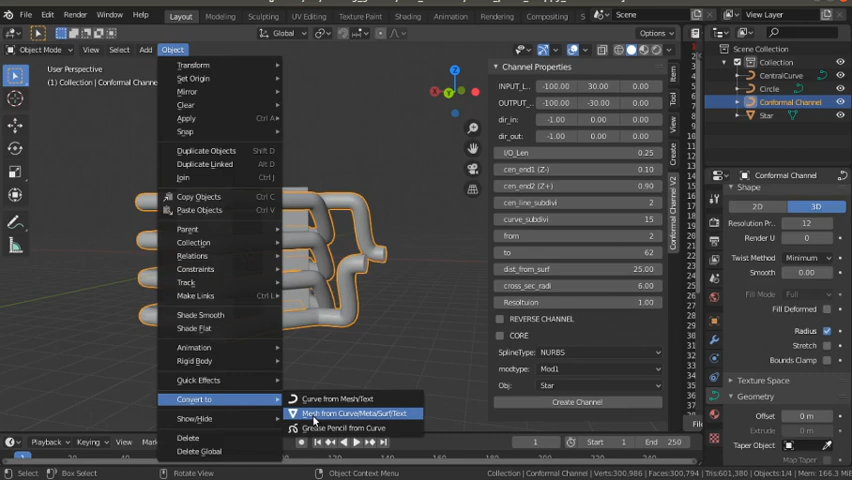 File Edit Render Window Help Layout Modeling Sculpting UV Editing Texture Paint Shading Animation Rendering Compositing Scene View Layer
Global Options
Object Mode View Select Add Object
User Perspective
(1) Collection | Conformal Channe
Transform
Set Origin
Mirror
Clear
Apply Ctrl A
Snap
Duplicate Objects Shift D
Duplicate Linked Alt D
Join Ctrl J
Copy Objects Ctrl C
Paste Objects Ctrl V
Parent
Collection
Relations
Constraints
Track
Make Links Ctrl L
Shade Smooth
Shade Flat
Animation
Rigid Body
Quick Effects
Convert to
Show/Hide
Delete
Delete Global
Curve from Mesh/Text
Mesh from Curve/Meta/Surf/Text
Grease Pencil from Curve
Z
Channel Properties
INPUT_L... -100.00 30.00 0.00
OUTPUT_... -100.00 -30.00 0.00
dir_in: -1.00 0.00 0.00
dir_out: -1.00 0.00 0.00
I/O_Len 0.25
cen_end1 (Z-) 0.10
cen_end2 (Z+) 0.90
cen_line_subdivi 2
curve_subdivi 15
from 2
to 62
dist_from_surf 25.00
cross_sec_radi 6.00
Resoltuion 1.00
REVERSE CHANNEL
CORE
SplineType: NURBS
modtype: Mod1
Obj: Star
Create Channel
Item
Tool
View
Create
Conformal Channel V2
Scene Collection
Collection
CentralCurve
Circle
Conformal Channel
Star
Conformal Channel
Shape
2D 3D
Resolution Pr... 12
Render U 0
Twist Method Minimum
Smooth 0.00
Fill Mode Full
Fill Deformed
Radius
Stretch
Bounds Clamp
Texture Space
Geometry
Offset 0 m
Extrude 0 m
Taper Object
Playback Keying View 1 Start 1 End 250
Select Box Select Object Context Menu Collection | Conformal Channel | Verts:300,986 | Faces:300,794 | Tris:601,380 | Objects:1/4 | Mem: 166.3 MiB